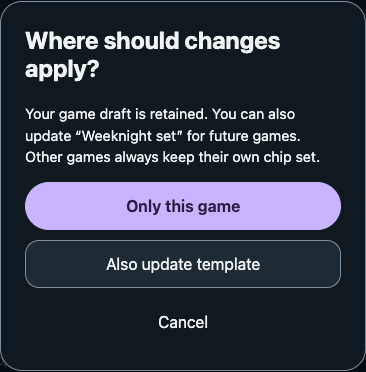 Where should changes
apply?
Your game draft is retained. You can also
update “Weeknight set” for future games.
Other games always keep their own chip set.
Only this game
Also update template
Cancel